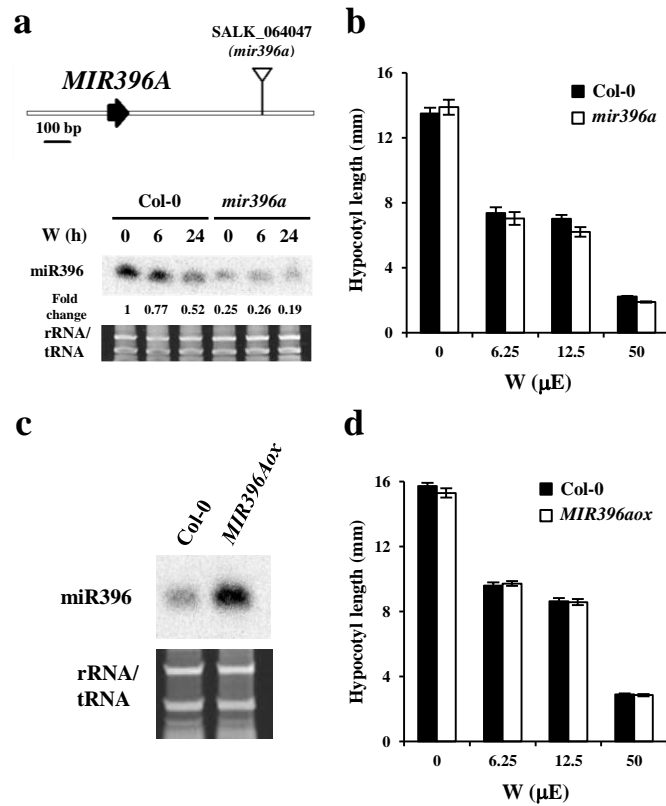 a
SALK_064047
(mir396a)
MIR396A
100 bp
Col-0 mir396a
W (h) 0 6 24 0 6 24
miR396
Fold change 1 0.77 0.52 0.25 0.26 0.19
rRNA/
tRNA
b
Col-0
mir396a
Hypocotyl length (mm)
16
12
8
4
0
0 6.25 12.5 50
W (μE)
c
Col-0 MIR396Aox
miR396
rRNA/
tRNA
d
Col-0
MIR396aox
Hypocotyl length (mm)
16
12
8
4
0
0 6.25 12.5 50
W (μE)